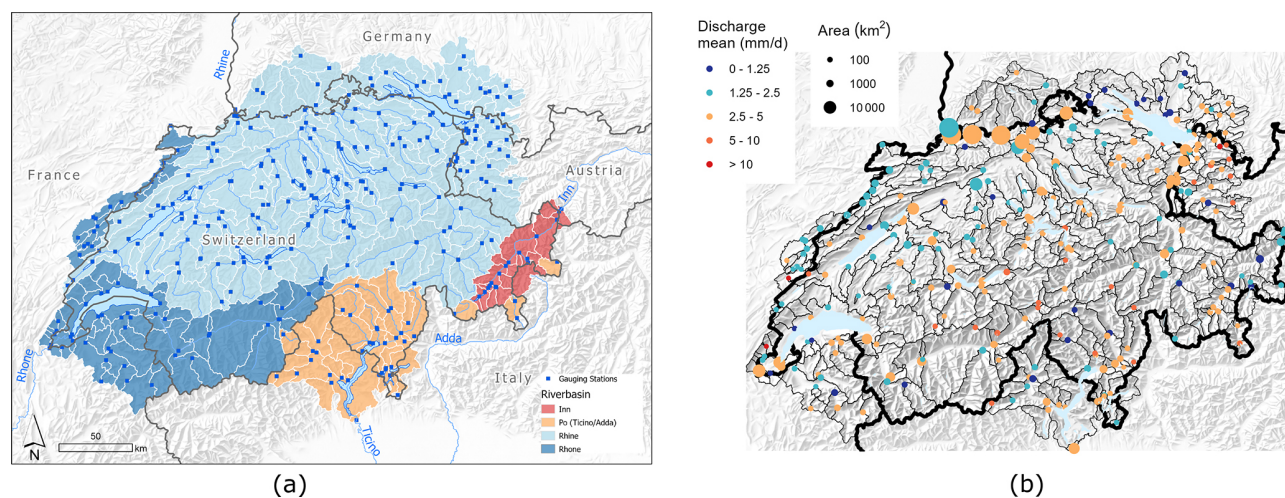 Germany
Rhine
France
Austria
Inn
Switzerland
Adda
Rhone
Italy
Ticino
Gauging Stations
Riverbasin
Inn
Po (Ticino/Adda)
Rhine
Rhone
50
km
N
(a)
Discharge
mean (mm/d)
0 - 1.25
1.25 - 2.5
2.5 - 5
5 - 10
> 10
Area (km²)
100
1000
10 000
(b)